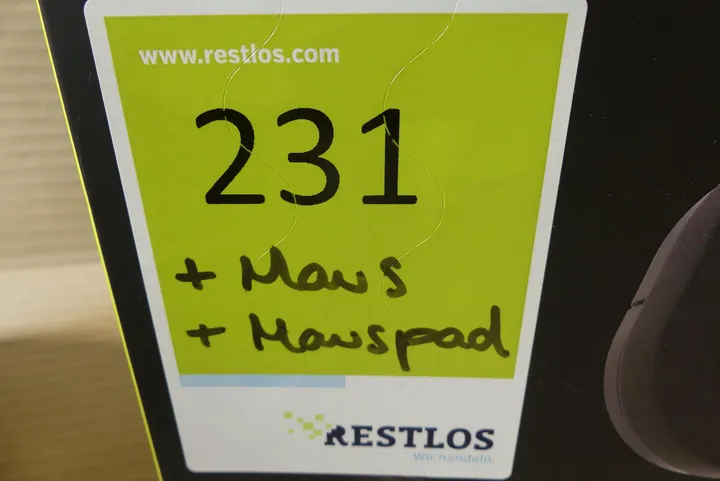 www.restlos.com
231
+ Maus
+ Mauspad
RESTLOS
Wir handeln.